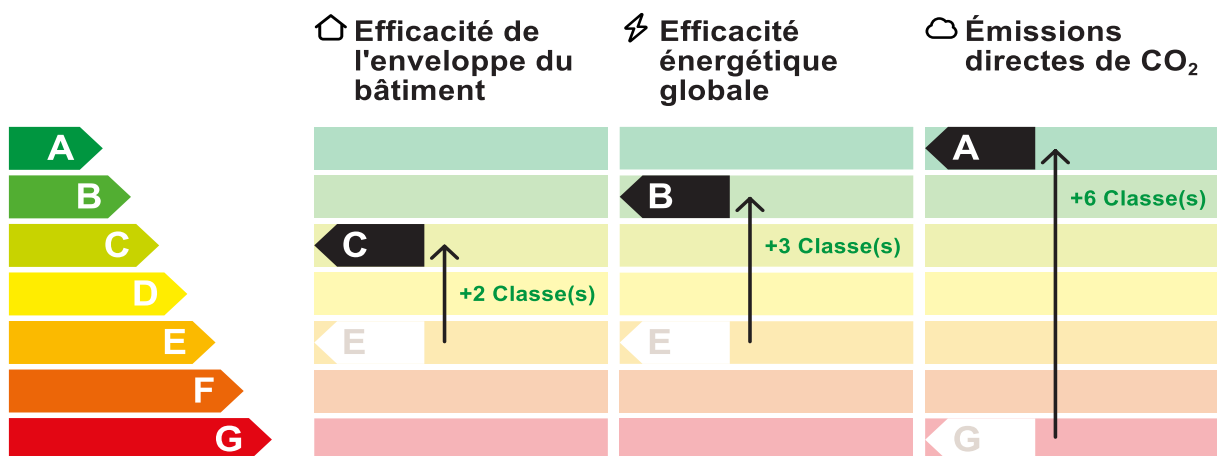 Efficacité de
l'enveloppe du
bâtiment
Efficacité
énergétique
globale
Émissions
directes de CO₂
A
A
B
B
+6 Classe(s)
C
C
+3 Classe(s)
D
+2 Classe(s)
E
E
E
F
G
G